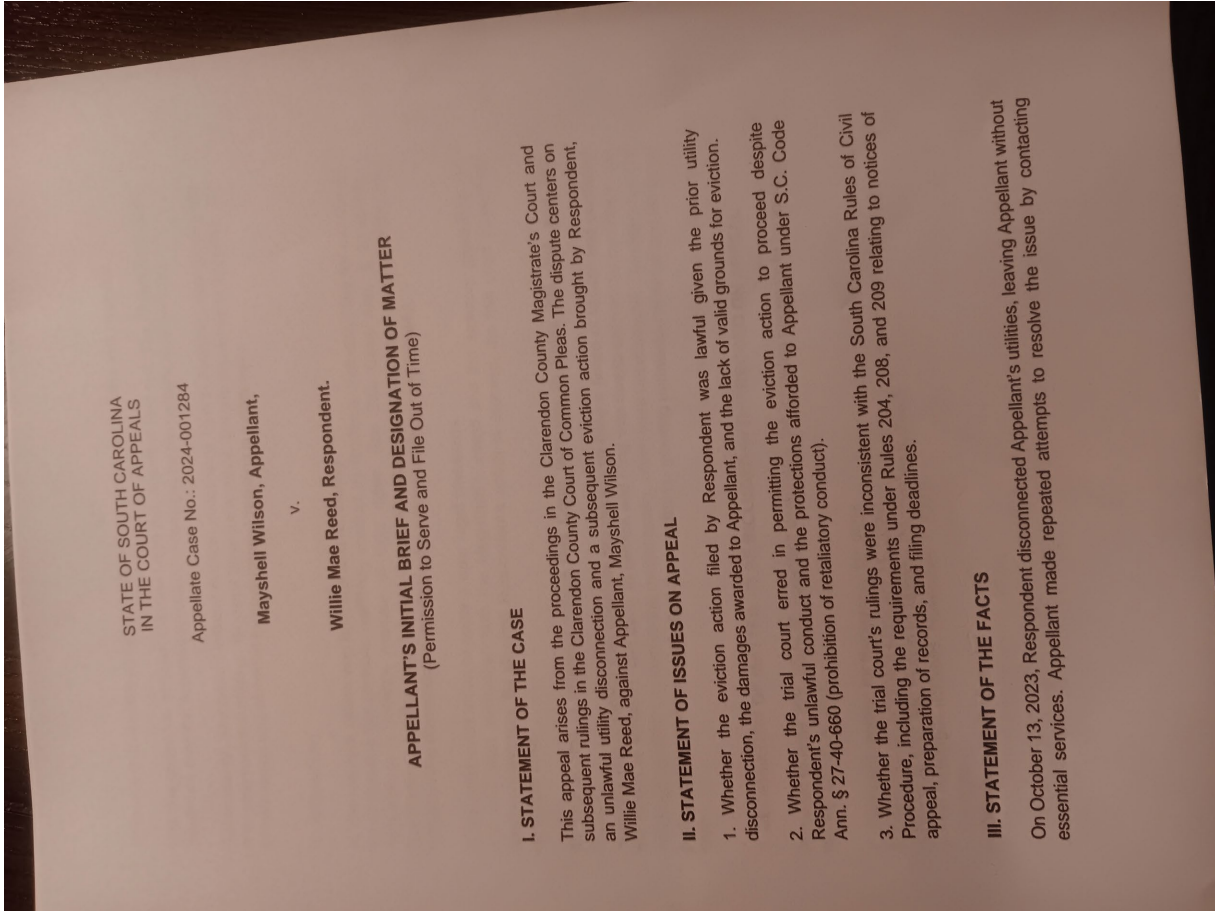 STATE OF SOUTH CAROLINA
IN THE COURT OF APPEALS
Appellate Case No.: 2024-001284
Mayshell Wilson, Appellant,
v.
Willie Mae Reed, Respondent.
APPELLANT'S INITIAL BRIEF AND DESIGNATION OF MATTER
(Permission to Serve and File Out of Time)
I. STATEMENT OF THE CASE
This appeal arises from the proceedings in the Clarendon County Magistrate's Court and
subsequent rulings in the Clarendon County Court of Common Pleas. The dispute centers on
an unlawful utility disconnection and a subsequent eviction action brought by Respondent,
Willie Mae Reed, against Appellant, Mayshell Wilson.
II. STATEMENT OF ISSUES ON APPEAL
1. Whether the eviction action filed by Respondent was lawful given the prior utility
disconnection, the damages awarded to Appellant, and the lack of valid grounds for eviction.
2. Whether the trial court erred in permitting the eviction action to proceed despite
Respondent's unlawful conduct and the protections afforded to Appellant under S.C. Code
Ann. § 27-40-660 (prohibition of retaliatory conduct).
3. Whether the trial court's rulings were inconsistent with the South Carolina Rules of Civil
Procedure, including the requirements under Rules 204, 208, and 209 relating to notices of
appeal, preparation of records, and filing deadlines.
III. STATEMENT OF THE FACTS
On October 13, 2023, Respondent disconnected Appellant's utilities, leaving Appellant without
essential services. Appellant made repeated attempts to resolve the issue by contacting